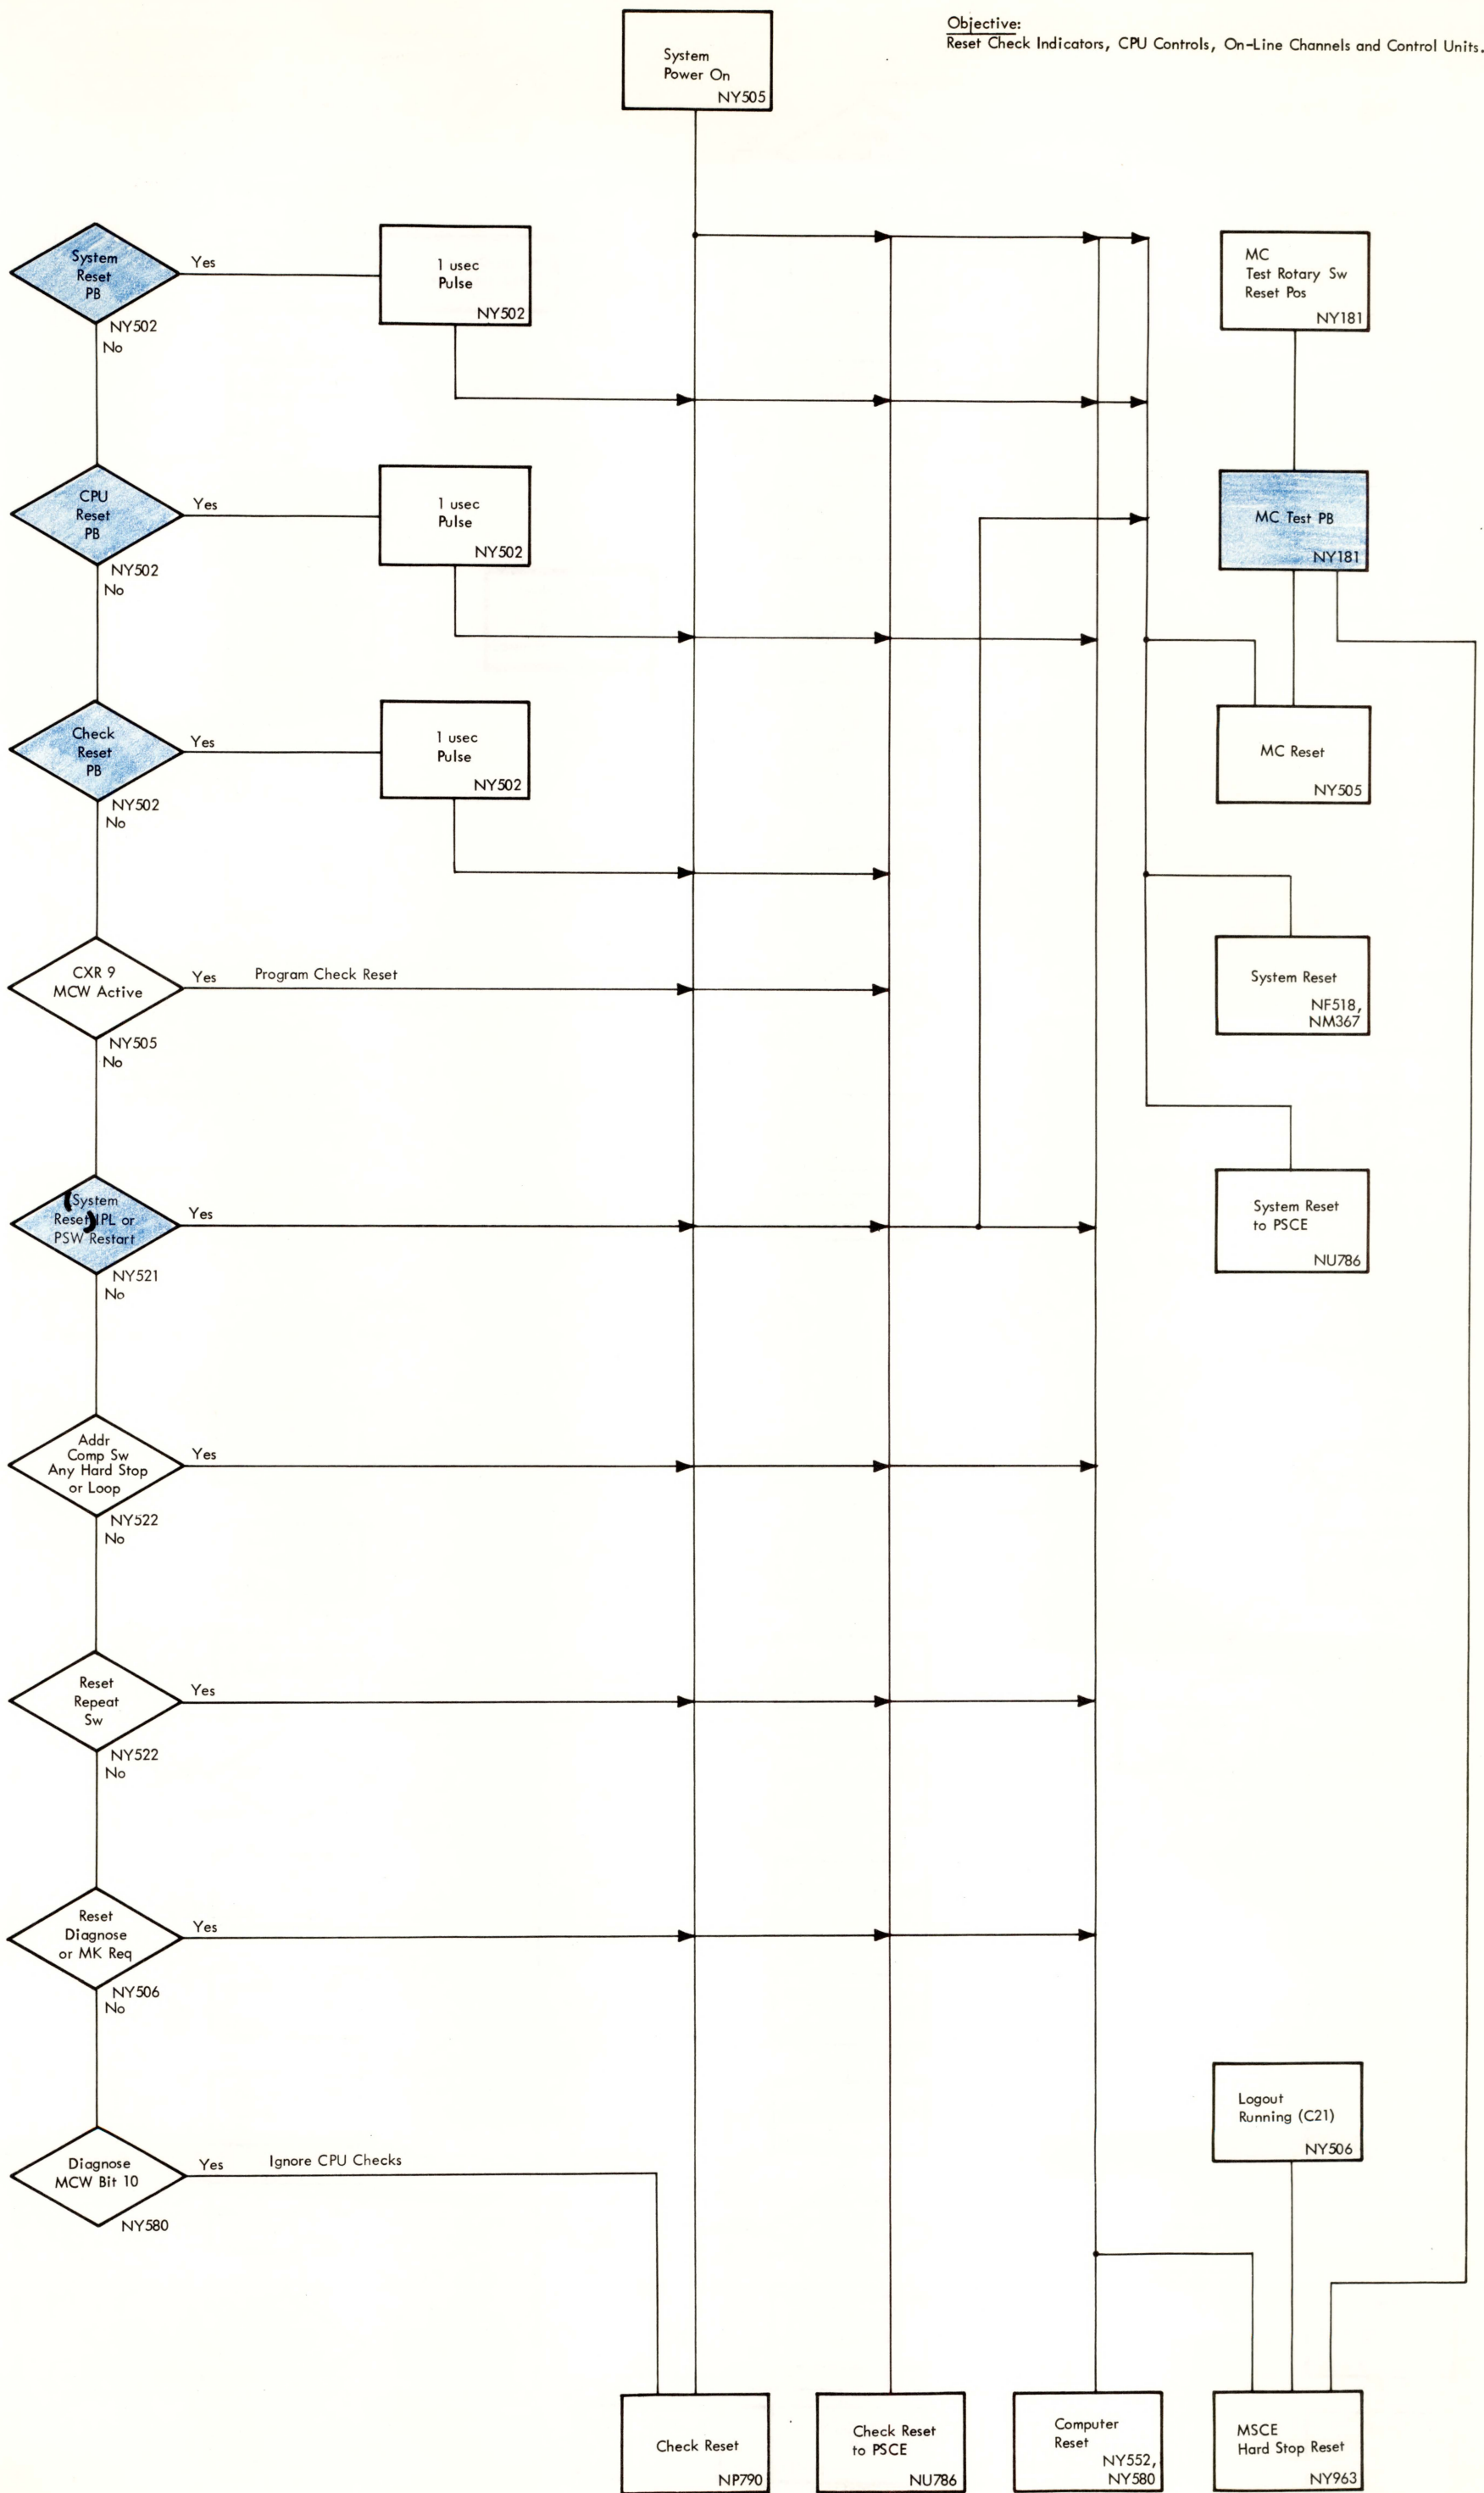 Objective:
Reset Check Indicators, CPU Controls, On-Line Channels and Control Units.
System
Power On
NY505
System
Reset
PB
Yes
NY502
No
1 usec
Pulse
NY502
MC
Test Rotary Sw
Reset Pos
NY181
CPU
Reset
PB
Yes
NY502
No
1 usec
Pulse
NY502
MC Test PB
NY181
Check
Reset
PB
Yes
NY502
No
1 usec
Pulse
NY502
MC Reset
NY505
CXR 9
MCW Active
Yes
Program Check Reset
NY505
No
System Reset
NF518,
NM367
(System
Reset) IPL or
PSW Restart
Yes
NY521
No
System Reset
to PSCE
NU786
Addr
Comp Sw
Any Hard Stop
or Loop
Yes
NY522
No
Reset
Repeat
Sw
Yes
NY522
No
Reset
Diagnose
or MK Req
Yes
NY506
No
Logout
Running (C21)
NY506
Diagnose
MCW Bit 10
Yes
Ignore CPU Checks
NY580
Check Reset
NP790
Check Reset
to PSCE
NU786
Computer
Reset
NY552,
NY580
MSCE
Hard Stop Reset
NY963